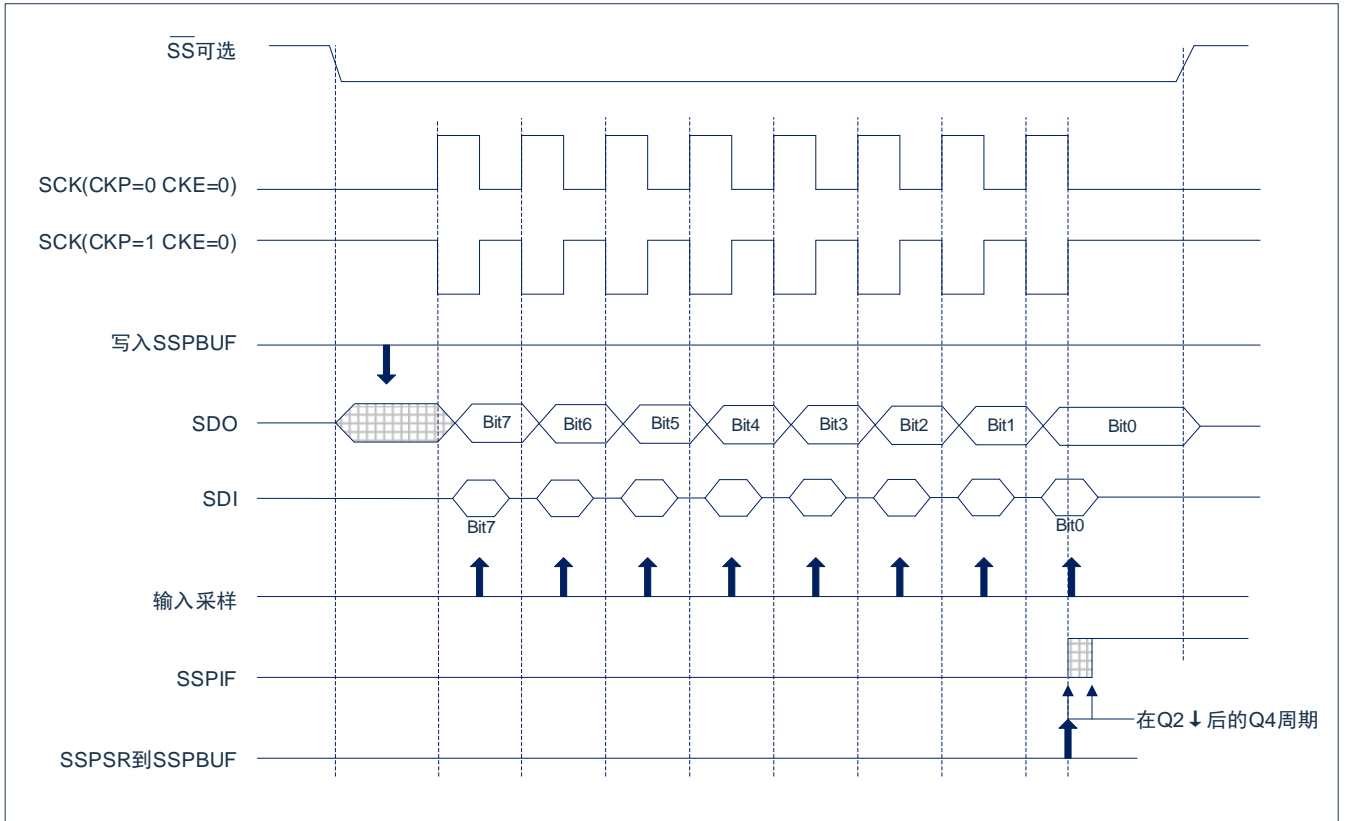 SS可选
SCK(CKP=0 CKE=0)
SCK(CKP=1 CKE=0)
写入SSPBUF
SDO
Bit7 Bit6 Bit5 Bit4 Bit3 Bit2 Bit1 Bit0
SDI
Bit7 Bit0
输入采样
SSPIF
在Q2↓后的Q4周期
SSPSR到SSPBUF